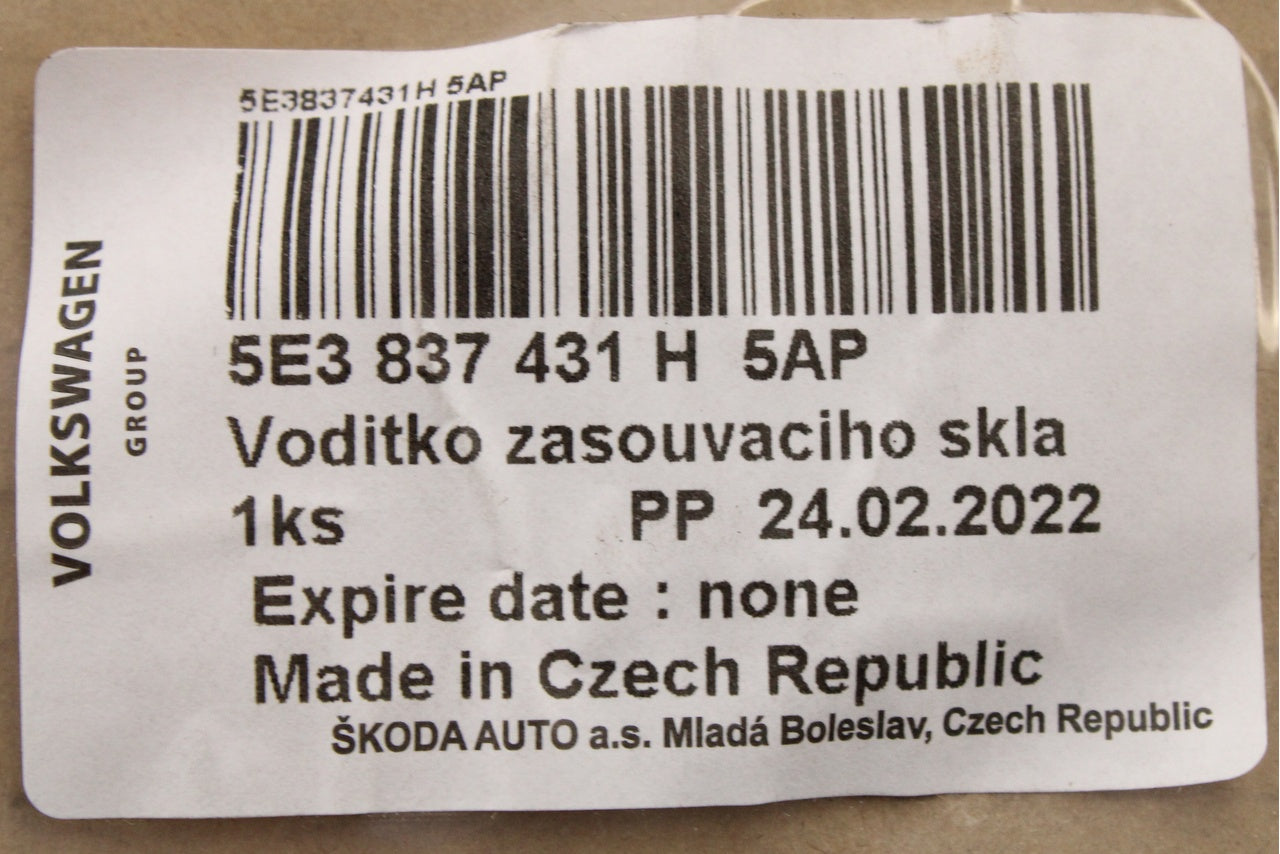 VOLKSWAGEN
GROUP
5E3837431H 5AP
5E3 837 431 H 5AP
Voditko zasouvaciho skla
1ks PP 24.02.2022
Expire date : none
Made in Czech Republic
ŠKODA AUTO a.s. Mladá Boleslav, Czech Republic